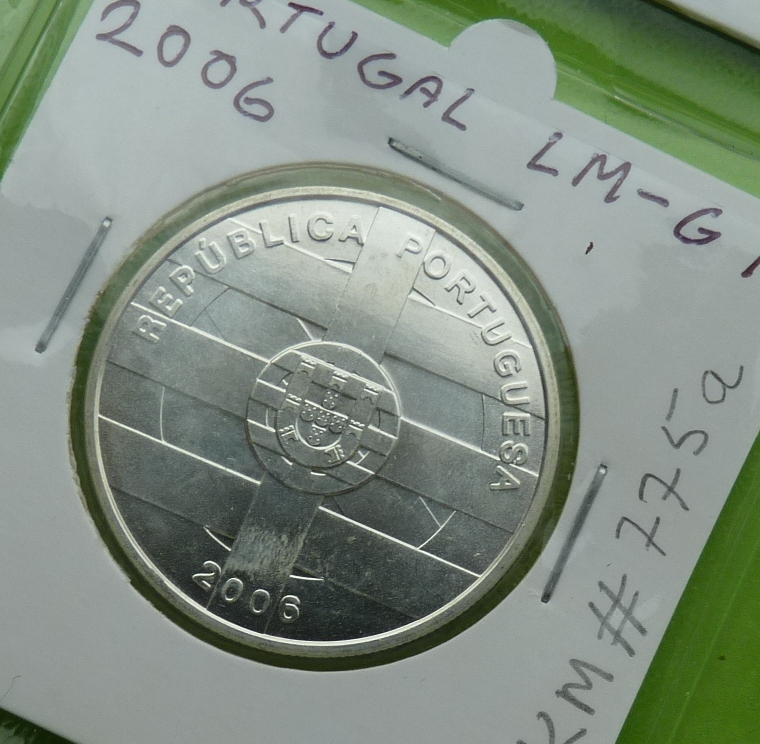 RTUGAL LM-G
2006
REPÚBLICA PORTUGUESA
2006
KM # 775a